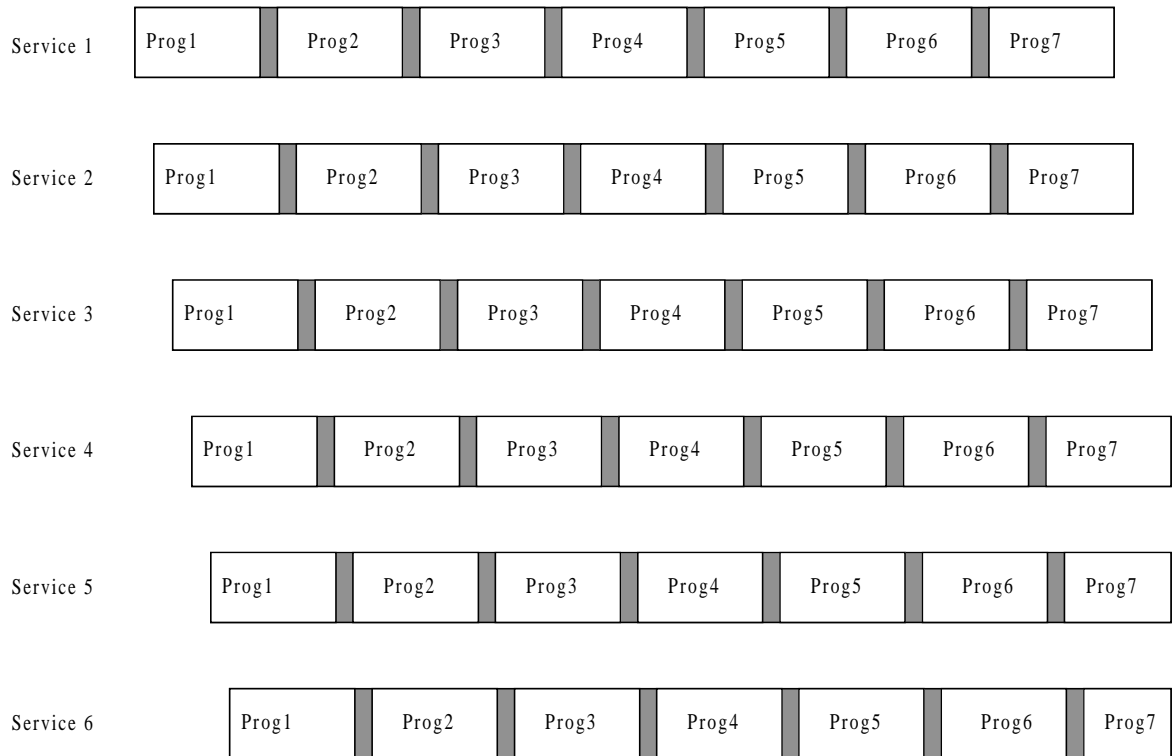 Service 1 Prog1 Prog2 Prog3 Prog4 Prog5 Prog6 Prog7
Service 2 Prog1 Prog2 Prog3 Prog4 Prog5 Prog6 Prog7
Service 3 Prog1 Prog2 Prog3 Prog4 Prog5 Prog6 Prog7
Service 4 Prog1 Prog2 Prog3 Prog4 Prog5 Prog6 Prog7
Service 5 Prog1 Prog2 Prog3 Prog4 Prog5 Prog6 Prog7
Service 6 Prog1 Prog2 Prog3 Prog4 Prog5 Prog6 Prog7